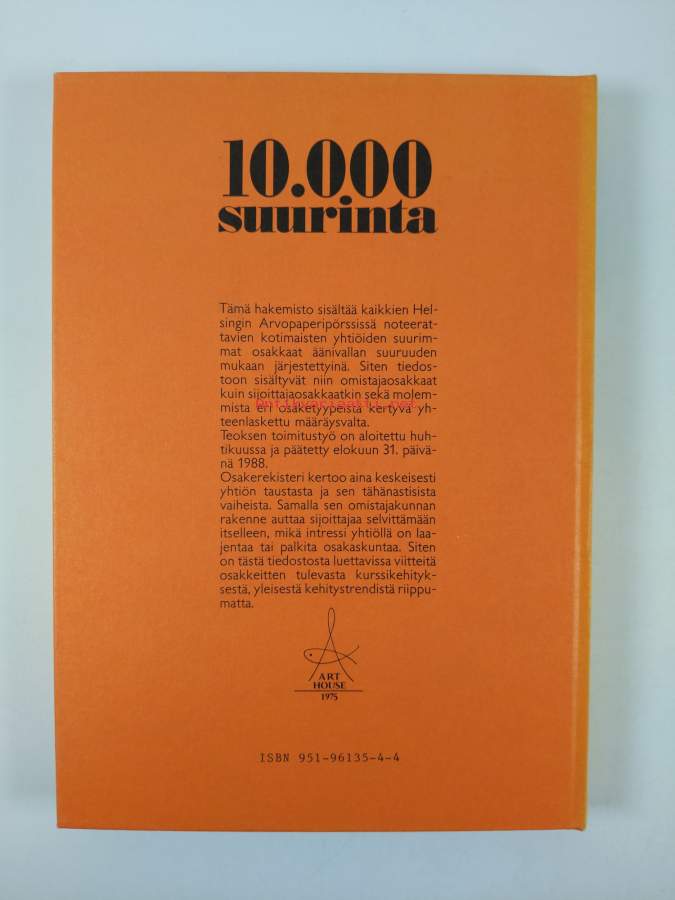 10.000
suurinta
Tämä hakemisto sisältää kaikkien Hel-
singin Arvopaperipörssissä noteerat-
tavien kotimaisten yhtiöiden suurim-
mat osakkaat äänivallan suuruuden
mukaan järjestettyinä. Siten tiedos-
toon sisältyvät niin omistajaosakkaat
kuin sijoittajaosakkaatkin sekä molem-
mista eri osaketyypeistä kertyvä yh-
teenlaskettu määräysvalta.
Teoksen toimitustyö on aloitettu huh-
tikuussa ja päätetty elokuun 31. päivä-
nä 1988.
Osakerekisteri kertoo aina keskeisesti
yhtiön taustasta ja sen tähänastisista
vaiheista. Samalla sen omistajakunnan
rakenne auttaa sijoittajaa selvittämään
itselleen, mikä intressi yhtiöllä on laa-
jentaa tai palkita osakaskuntaa. Siten
on tästä tiedostosta luettavissa viitteitä
osakkeitten tulevasta kurssikehityk-
sestä, yleisestä kehitystrendistä riippu-
matta.
ART
HOUSE
1975
ISBN 951-96135-4-4